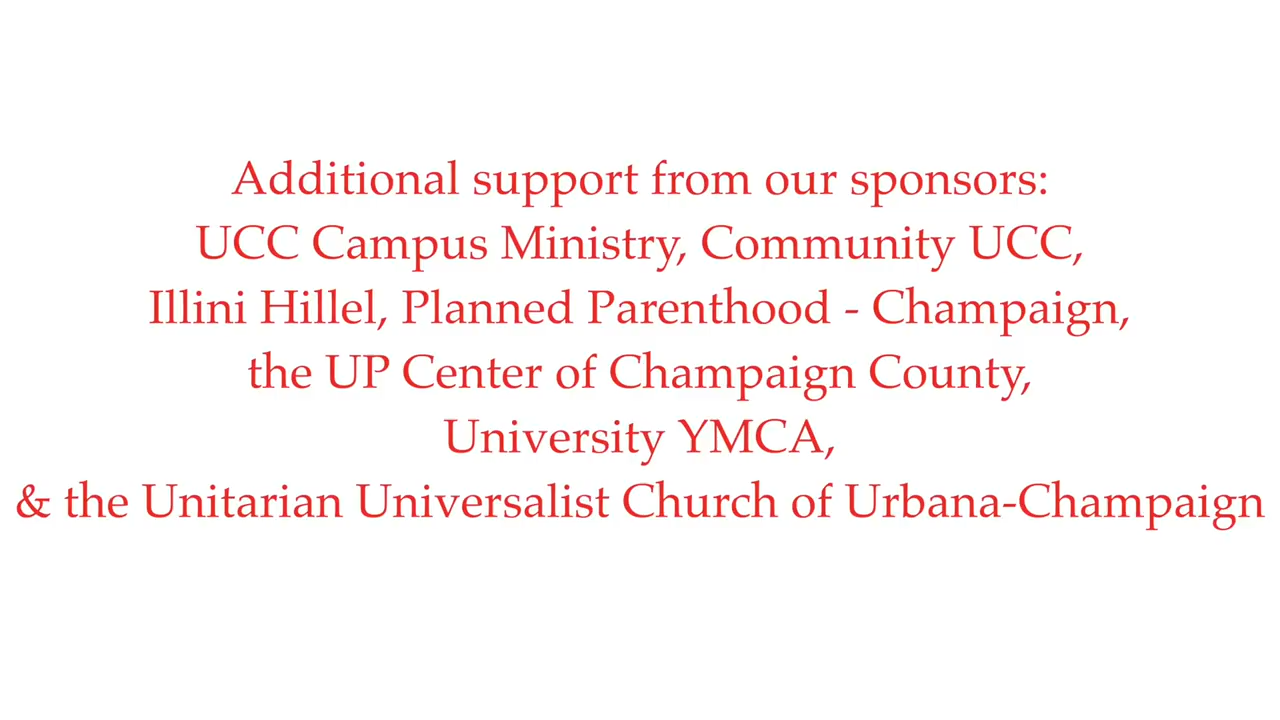 Additional support from our sponsors:
UCC Campus Ministry, Community UCC,
Illini Hillel, Planned Parenthood - Champaign,
the UP Center of Champaign County,
University YMCA,
& the Unitarian Universalist Church of Urbana-Champaign